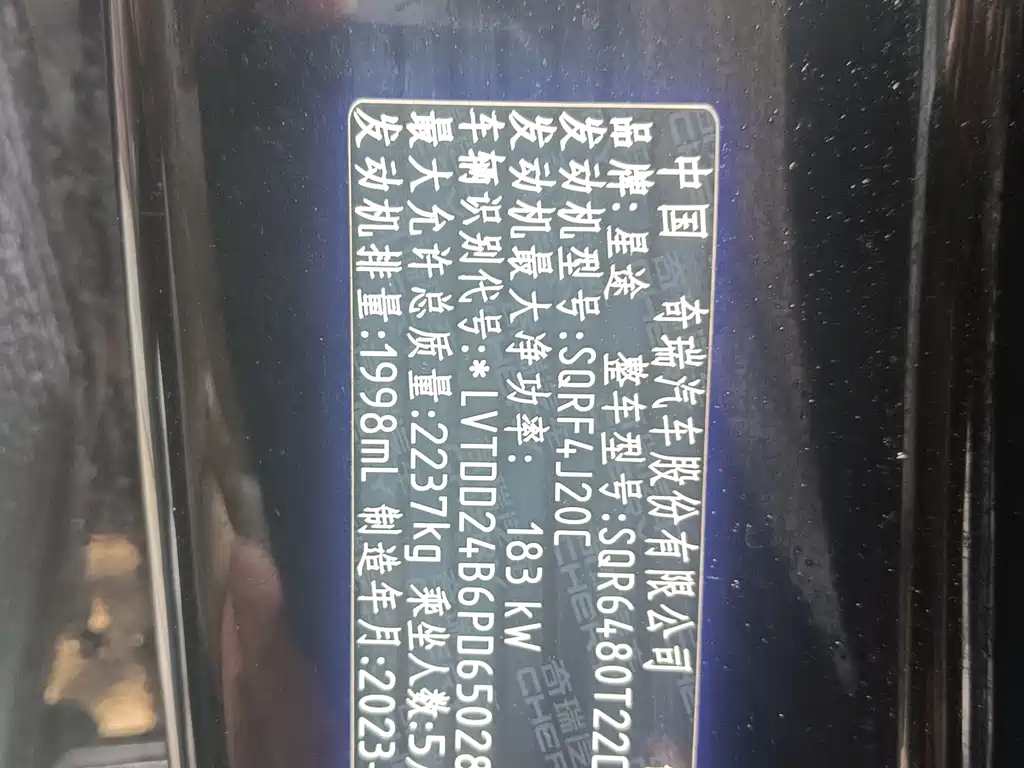 中国 奇瑞汽车股份有限公司
品牌:星途 整车型号:SQR6480T22C
发动机型号:SQRF4J20C
发动机最大净功率: 183 kW
车辆识别代号:*LVTDD24B6PD65028
最大允许总质量:2237kg 乘坐人数:5人
发动机排量:1998mL 制造年月:2023-